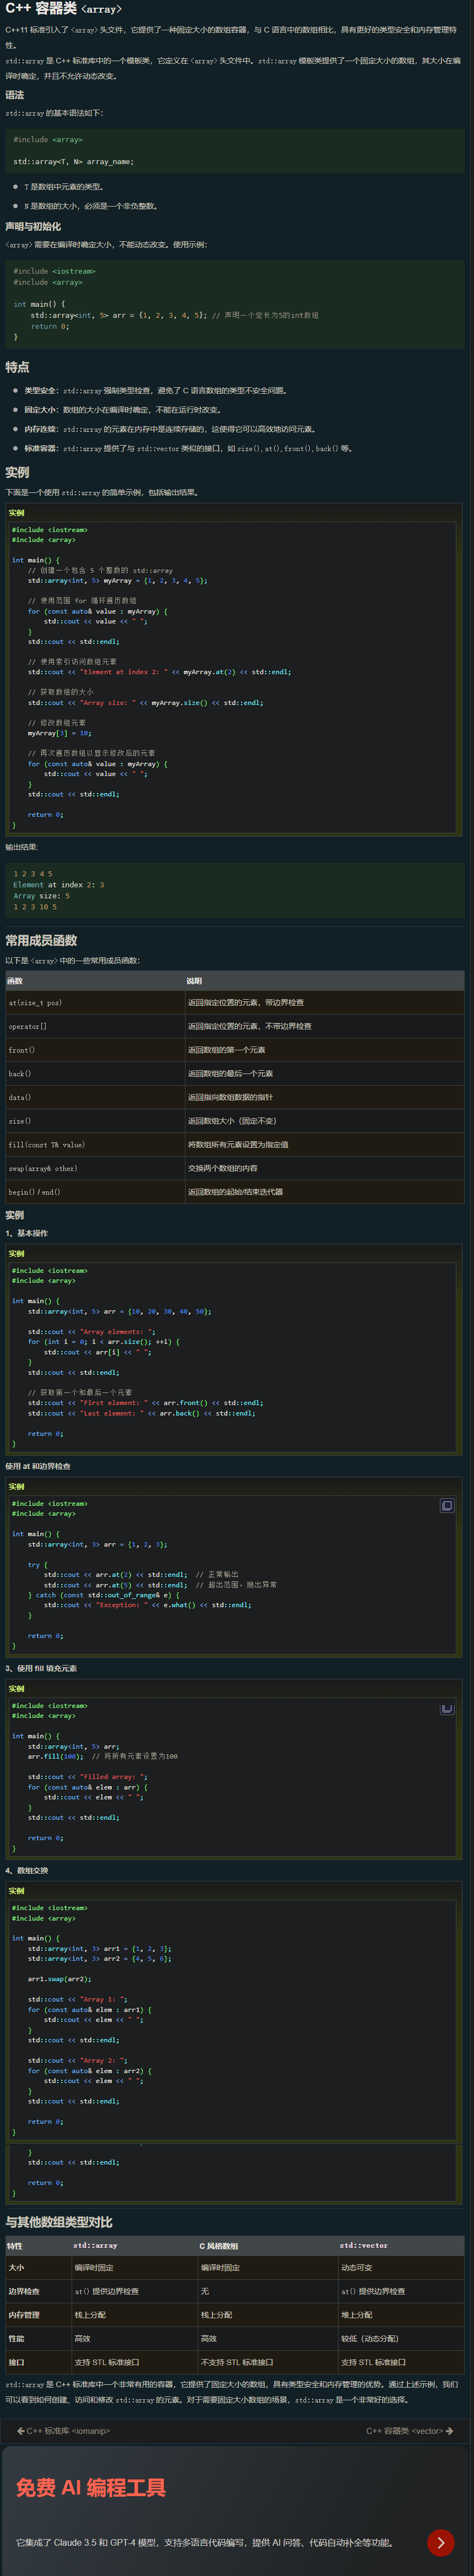 C++ 容器类 <array>
C++11 标准引入了 <array> 头文件，它提供了一种固定大小的数组容器，与 C 语言中的数组相比，具有更好的类型安全和内存管理特
性。
std::array 是 C++ 标准库中的一个模板类，它定义在 <array> 头文件中。std::array 模板类提供了一个固定大小的数组，其大小在编
译时确定，并且不允许动态改变。
语法
std::array 的基本语法如下：
#include <array>
std::array<T, N> array_name;
T 是数组中元素的类型。
N 是数组的大小，必须是一个非负整数。
声明与初始化
<array> 需要在编译时确定大小，不能动态改变。使用示例：
#include <iostream>
#include <array>
int main() {
    std::array<int, 5> arr = {1, 2, 3, 4, 5}; // 声明一个定长为5的int数组
    return 0;
}
特点
类型安全：std::array 强制类型检查，避免了 C 语言数组的类型不安全问题。
固定大小：数组的大小在编译时确定，不能在运行时改变。
内存连续：std::array 的元素在内存中是连续存储的，这使得它可以高效地访问元素。
标准容器：std::array 提供了与 std::vector 类似的接口，如 size(), at(), front(), back() 等。
实例
下面是一个使用 std::array 的简单示例，包括输出结果。
实例
#include <iostream>
#include <array>
int main() {
    // 创建一个包含 5 个整数的 std::array
    std::array<int, 5> myArray = {1, 2, 3, 4, 5};
    // 使用范围 for 循环遍历数组
    for (const auto& value : myArray) {
        std::cout << value << " ";
    }
    std::cout << std::endl;
    // 使用索引访问数组元素
    std::cout << "Element at index 2: " << myArray.at(2) << std::endl;
    // 获取数组的大小
    std::cout << "Array size: " << myArray.size() << std::endl;
    // 修改数组元素
    myArray[3] = 10;
    // 再次遍历数组以显示修改后的元素
    for (const auto& value : myArray) {
        std::cout << value << " ";
    }
    std::cout << std::endl;
    return 0;
}
输出结果:
1 2 3 4 5
Element at index 2: 3
Array size: 5
1 2 3 10 5
常用成员函数
以下是 <array> 中的一些常用成员函数：
函数 说明
at(size_t pos) 返回指定位置的元素，带边界检查
operator[] 返回指定位置的元素，不带边界检查
front() 返回数组的第一个元素
back() 返回数组的最后一个元素
data() 返回指向数组数据的指针
size() 返回数组大小（固定不变）
fill(const T& value) 将数组所有元素设置为指定值
swap(array& other) 交换两个数组的内容
begin() / end() 返回数组的起始/结束迭代器
实例
1、基本操作
实例
#include <iostream>
#include <array>
int main() {
    std::array<int, 5> arr = {10, 20, 30, 40, 50};
    std::cout << "Array elements: ";
    for (int i = 0; i < arr.size(); ++i) {
        std::cout << arr[i] << " ";
    }
    std::cout << std::endl;
    // 获取第一个和最后一个元素
    std::cout << "First element: " << arr.front() << std::endl;
    std::cout << "Last element: " << arr.back() << std::endl;
    return 0;
}
使用 at 和边界检查
实例
#include <iostream>
#include <array>
int main() {
    std::array<int, 3> arr = {1, 2, 3};
    try {
        std::cout << arr.at(2) << std::endl;  // 正常输出
        std::cout << arr.at(5) << std::endl;  // 超出范围，抛出异常
    } catch (const std::out_of_range& e) {
        std::cout << "Exception: " << e.what() << std::endl;
    }
    return 0;
}
3、使用 fill 填充元素
实例
#include <iostream>
#include <array>
int main() {
    std::array<int, 5> arr;
    arr.fill(100);  // 将所有元素设置为100
    std::cout << "Filled array: ";
    for (const auto& elem : arr) {
        std::cout << elem << " ";
    }
    std::cout << std::endl;
    return 0;
}
4、数组交换
实例
#include <iostream>
#include <array>
int main() {
    std::array<int, 3> arr1 = {1, 2, 3};
    std::array<int, 3> arr2 = {4, 5, 6};
    arr1.swap(arr2);
    std::cout << "Array 1: ";
    for (const auto& elem : arr1) {
        std::cout << elem << " ";
    }
    std::cout << std::endl;
    std::cout << "Array 2: ";
    for (const auto& elem : arr2) {
        std::cout << elem << " ";
    }
    std::cout << std::endl;
    return 0;
}
    }
    std::cout << std::endl;
    return 0;
}
与其他数组类型对比
特性 std::array C 风格数组 std::vector
大小 编译时固定 编译时固定 动态可变
边界检查 at() 提供边界检查 无 at() 提供边界检查
内存管理 栈上分配 栈上分配 堆上分配
性能 高效 高效 较低（动态分配）
接口 支持 STL 标准接口 不支持 STL 标准接口 支持 STL 标准接口
std::array 是 C++ 标准库中一个非常有用的容器，它提供了固定大小的数组，具有类型安全和内存管理的优势。通过上述示例，我们
可以看到如何创建、访问和修改 std::array 的元素。对于需要固定大小数组的场景，std::array 是一个非常好的选择。
← C++ 标准库 <iomanip> C++ 容器类 <vector> →
免费 AI 编程工具
它集成了 Claude 3.5 和 GPT-4 模型，支持多语言代码编写，提供 AI 问答、代码自动补全等功能。